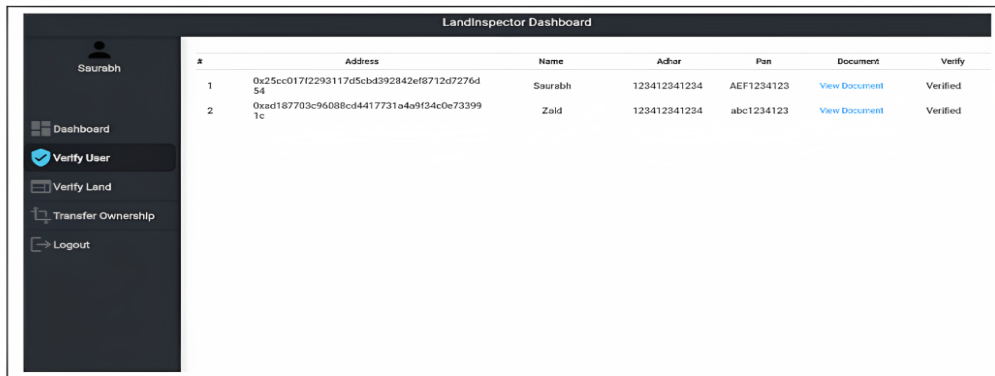 LandInspector Dashboard
Saurabh
Dashboard
Verify User
Verify Land
Transfer Ownership
Logout
# Address Name Adhar Pan Document Verify
1 0x25cc017f2293117d5cbd392842ef8712d7276d
54 Saurabh 123412341234 AEF1234123 View Document Verified
2 0xad187703c96088cd4417731a4a9f34c0e73399
1c Zaid 123412341234 abc1234123 View Document Verified